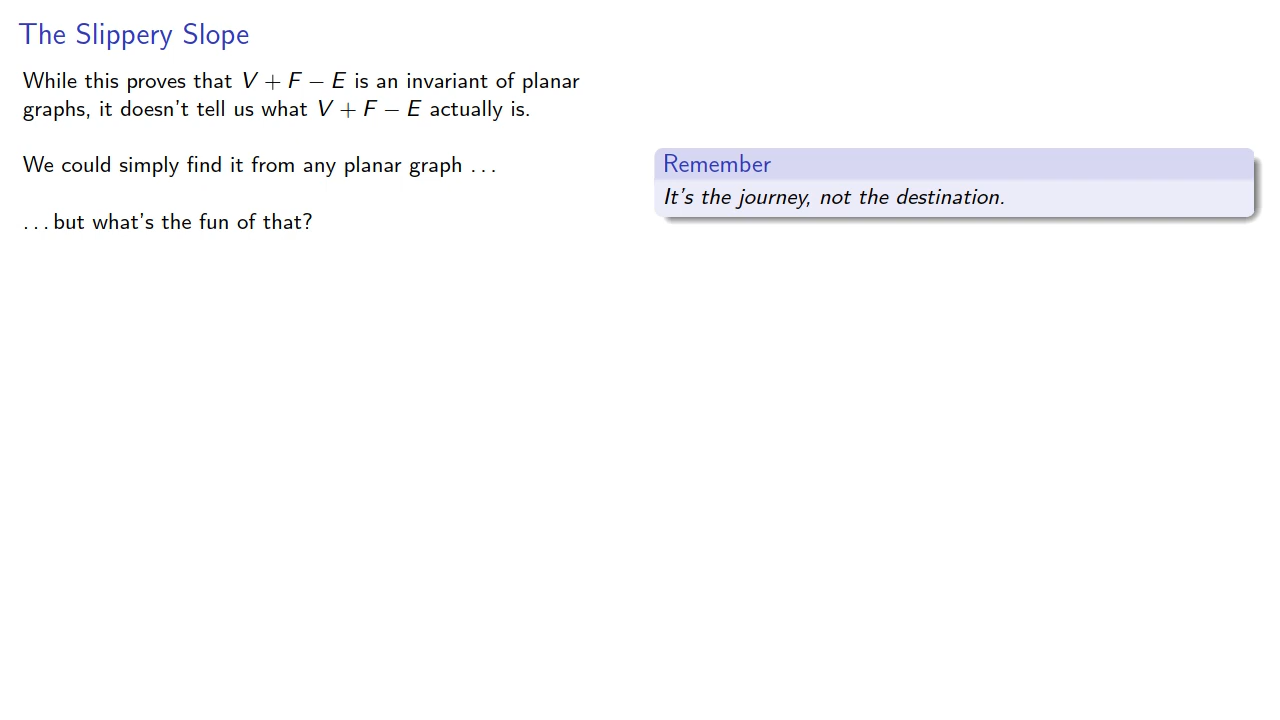 The Slippery Slope
While this proves that V + F − E is an invariant of planar
graphs, it doesn't tell us what V + F − E actually is.
We could simply find it from any planar graph ...
... but what's the fun of that?
Remember
It's the journey, not the destination.